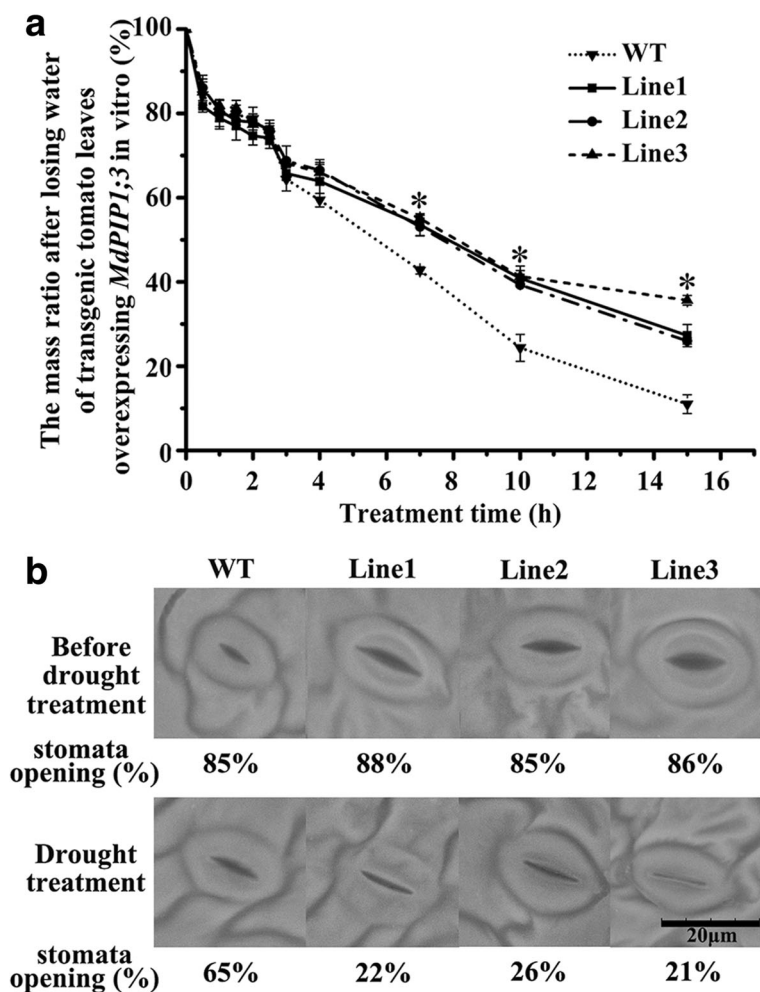 a
The mass ratio after losing water
of transgenic tomato leaves
overexpressing MdPIP1;3 in vitro (%)
100
80
60
40
20
0
WT
Line1
Line2
Line3
*
*
*
0 2 4 6 8 10 12 14 16
Treatment time (h)
b
WT Line1 Line2 Line3
Before
drought
treatment
stomata
opening (%)
85% 88% 85% 86%
Drought
treatment
20μm
stomata
opening (%)
65% 22% 26% 21%